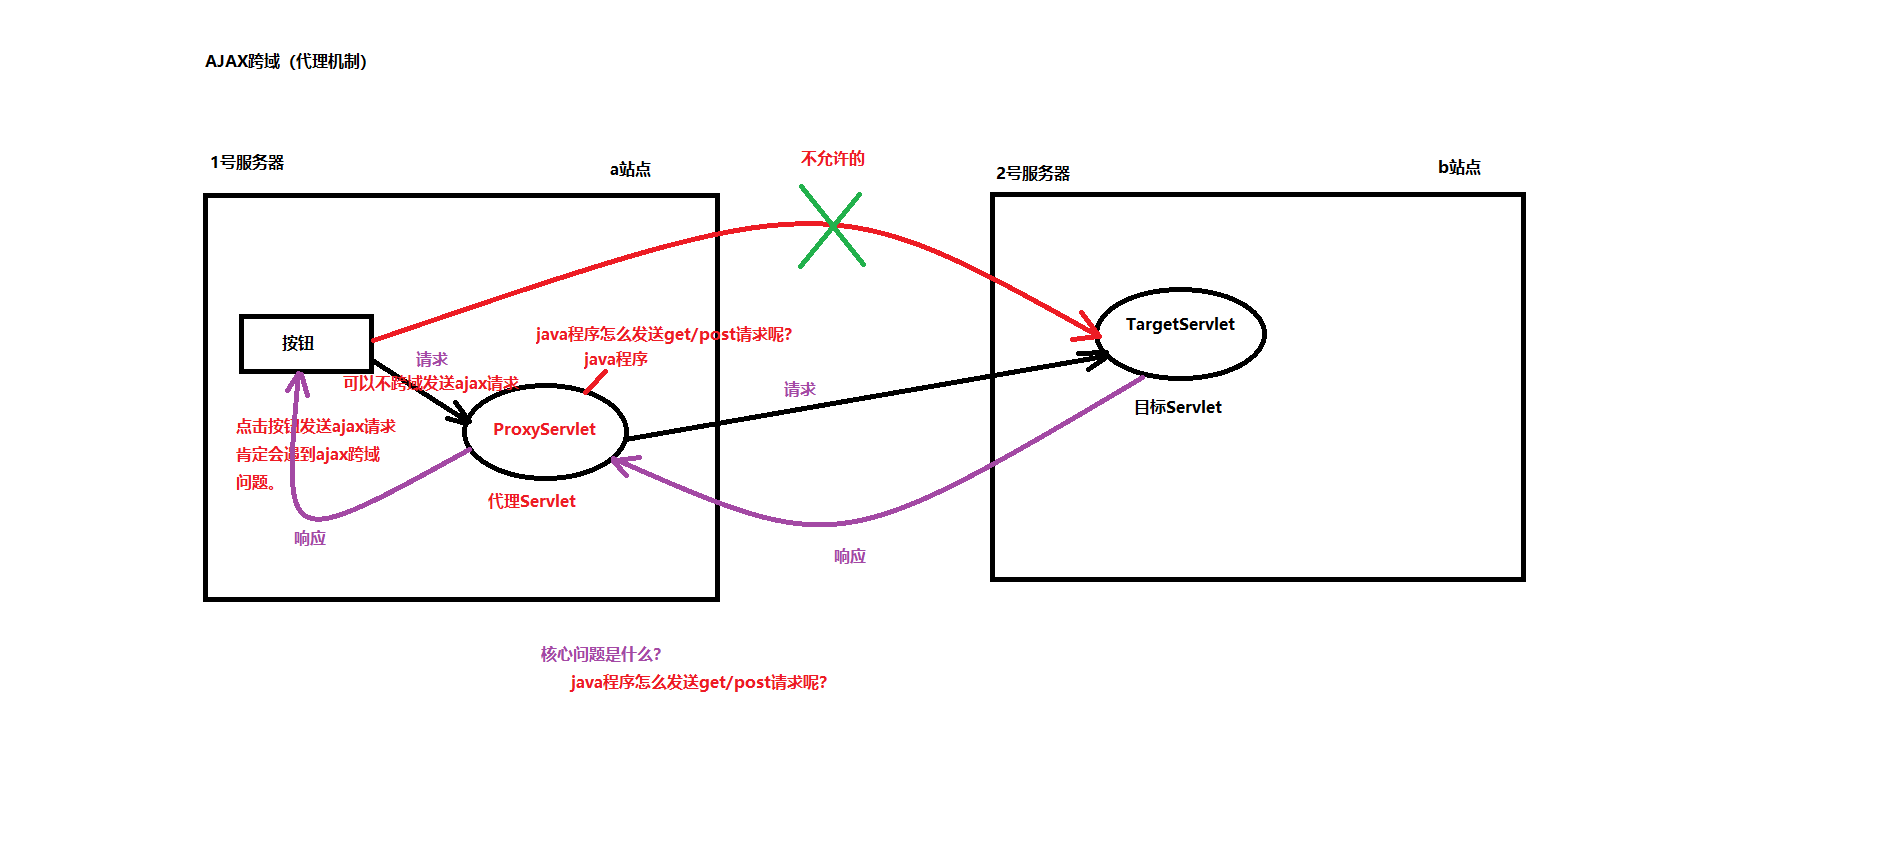 AJAX跨域（代理机制）
1号服务器
a站点
不允许的
2号服务器
b站点
按钮
java程序怎么发送get/post请求呢？
java程序
请求
可以不跨域发送ajax请求
TargetServlet
请求
目标Servlet
点击按钮发送ajax请求
肯定会遇到ajax跨域
问题。
ProxyServlet
代理Servlet
响应
响应
核心问题是什么？
java程序怎么发送get/post请求呢？